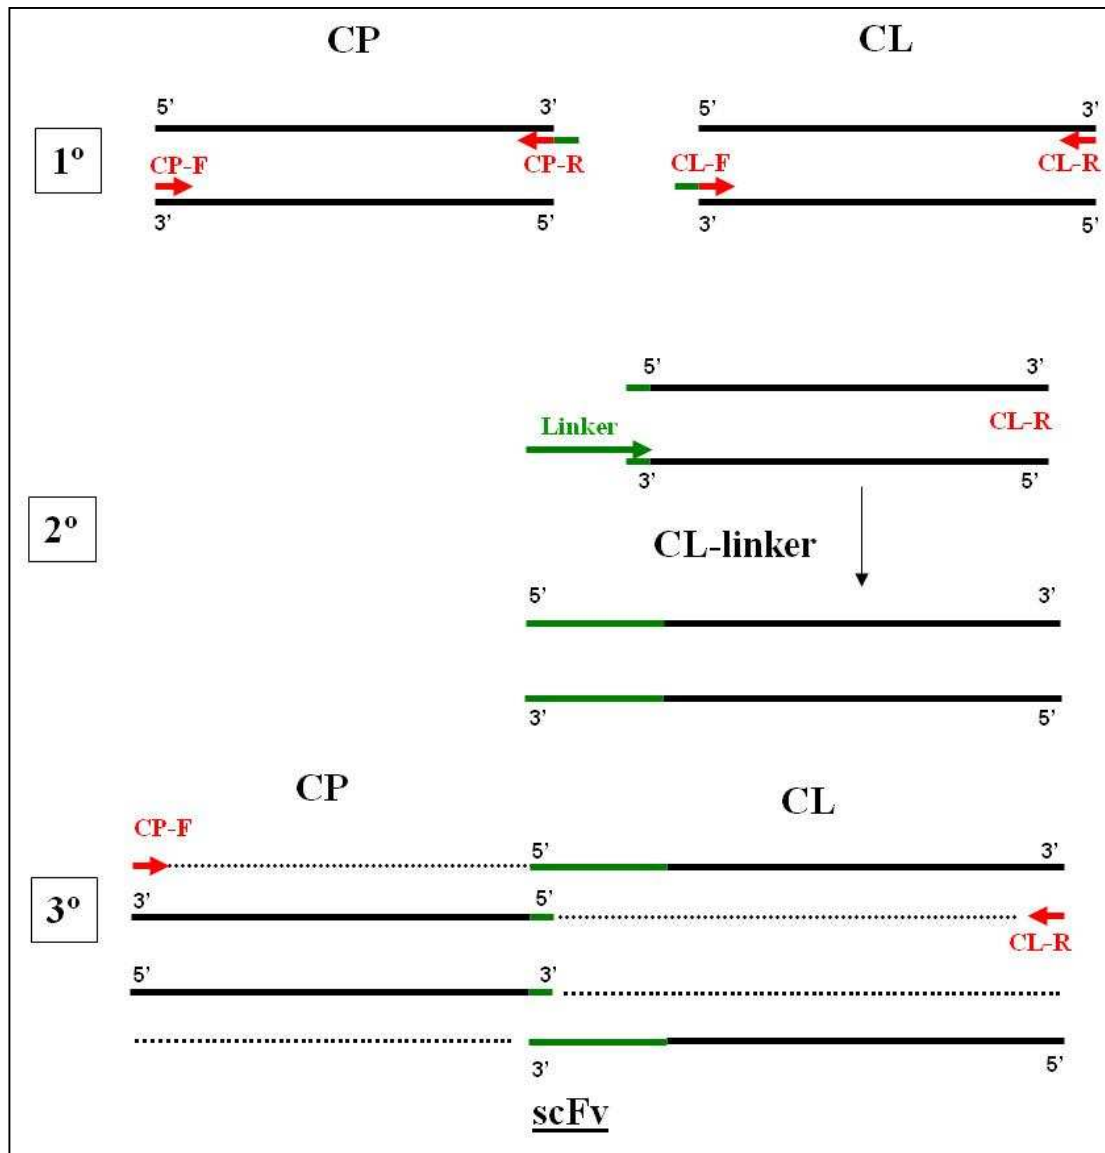 CP CL
5’ 3’ 5’ 3’
1º
CP-F CP-R CL-F CL-R
3’ 5’ 3’ 5’
5’ 3’
Linker CL-R
3’ 5’
2º
CL-linker
5’ 3’
3’ 5’
CP CL
CP-F
5’ 3’
3º
3’ 5’
CL-R
5’ 3’
3’ 5’
scFv